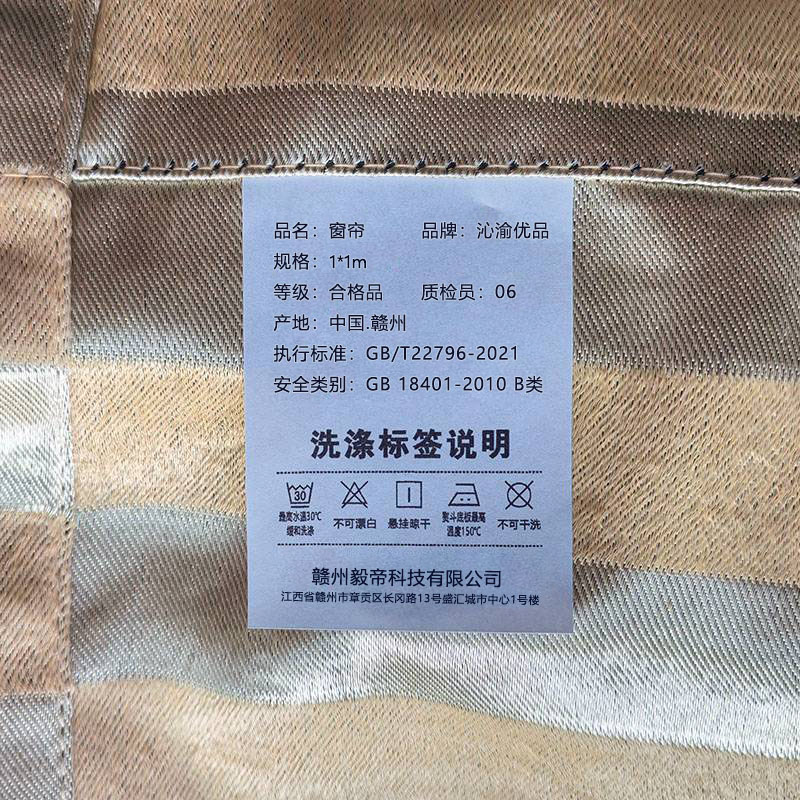 品名：窗帘 品牌：沁渝优品
规格：1*1m
等级：合格品 质检员：06
产地：中国.赣州
执行标准：GB/T22796-2021
安全类别：GB 18401-2010 B类
洗涤标签说明
30
最高水温30℃ 不可漂白 悬挂晾干 熨斗底板最高 不可干洗
缓和洗涤 温度150℃
赣州毅帝科技有限公司
江西省赣州市章贡区长冈路13号盛汇城市中心1号楼